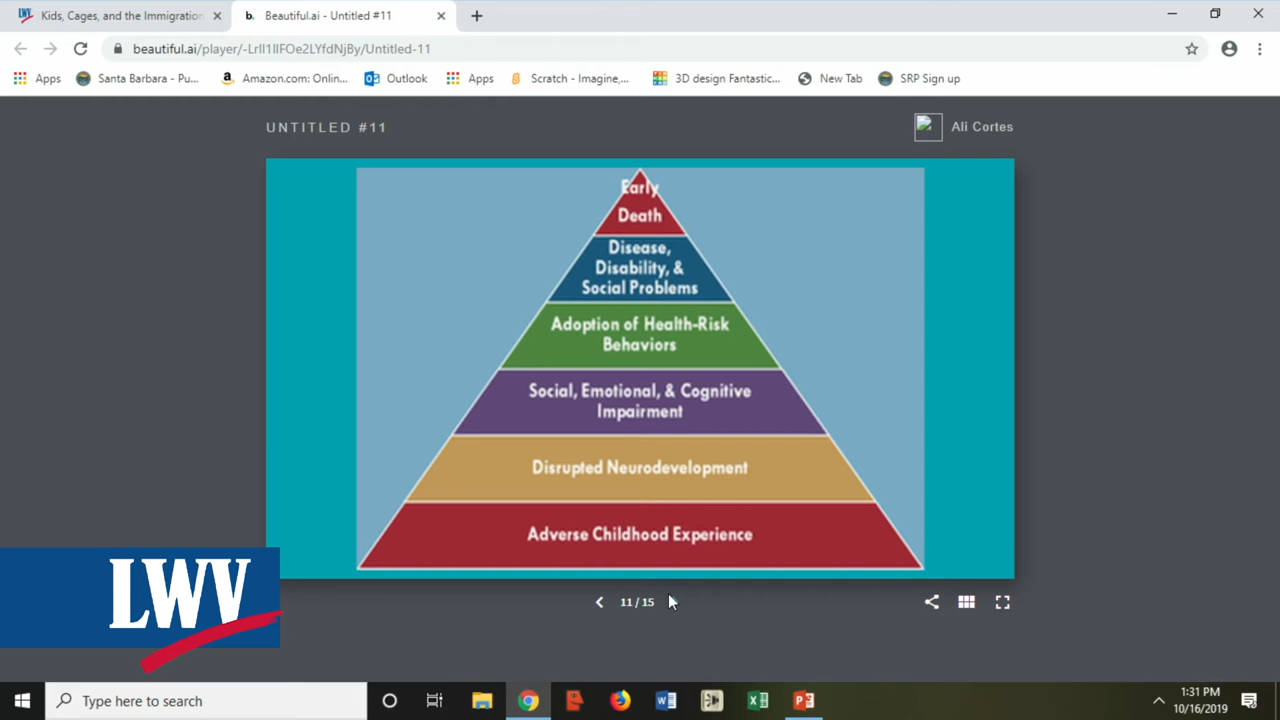 Kids, Cages, and the Immigration
Beautiful.ai - Untitled #11
beautiful.ai/player/-LrlI1IIFOe2LYfdNjBy/Untitled-11
Apps
Santa Barbara - Pu...
Amazon.com: Onlin...
Outlook
Apps
Scratch - Imagine,...
3D design Fantastic...
New Tab
SRP Sign up
UNTITLED #11
Ali Cortes
Early
Death
Disease,
Disability, &
Social Problems
Adoption of Health-Risk
Behaviors
Social, Emotional, & Cognitive
Impairment
Disrupted Neurodevelopment
Adverse Childhood Experience
LWV
11 / 15
Type here to search
1:31 PM
10/16/2019